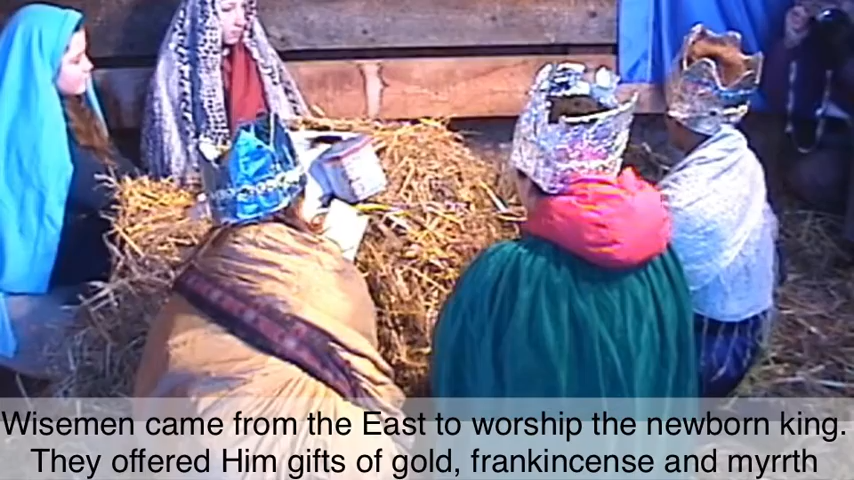 Wisemen came from the East to worship the newborn king.
They offered Him gifts of gold, frankincense and myrrth